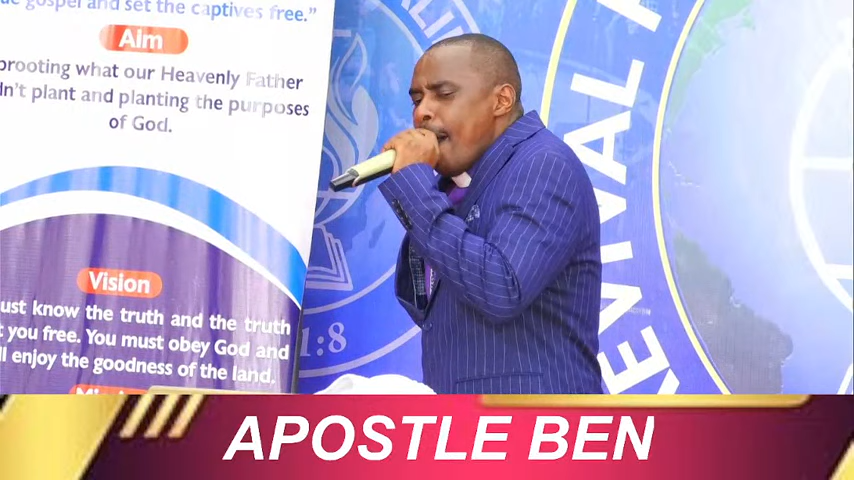 gospel and set the captives free."
Aim
prooting what our Heavenly Father
dn't plant and planting the purposes
of God.
Vision
ust know the truth and the truth
t you free. You must obey God and
ll enjoy the goodness of the land.
1:8
EVIVAL
APOSTLE BEN